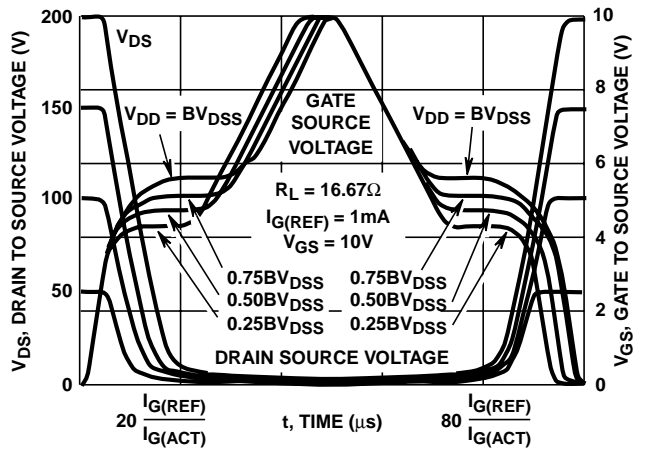 V_DS, DRAIN TO SOURCE VOLTAGE (V)
200
150
100
50
0
V_DS
V_DD = BV_DSS
GATE
SOURCE
VOLTAGE
V_DD = BV_DSS
R_L = 16.67Ω
I_G(REF) = 1mA
V_GS = 10V
0.75BV_DSS
0.50BV_DSS
0.25BV_DSS
0.75BV_DSS
0.50BV_DSS
0.25BV_DSS
DRAIN SOURCE VOLTAGE
10
8
6
4
2
0
V_GS, GATE TO SOURCE VOLTAGE (V)
20 I_G(REF)/I_G(ACT)
t, TIME (μs)
80 I_G(REF)/I_G(ACT)